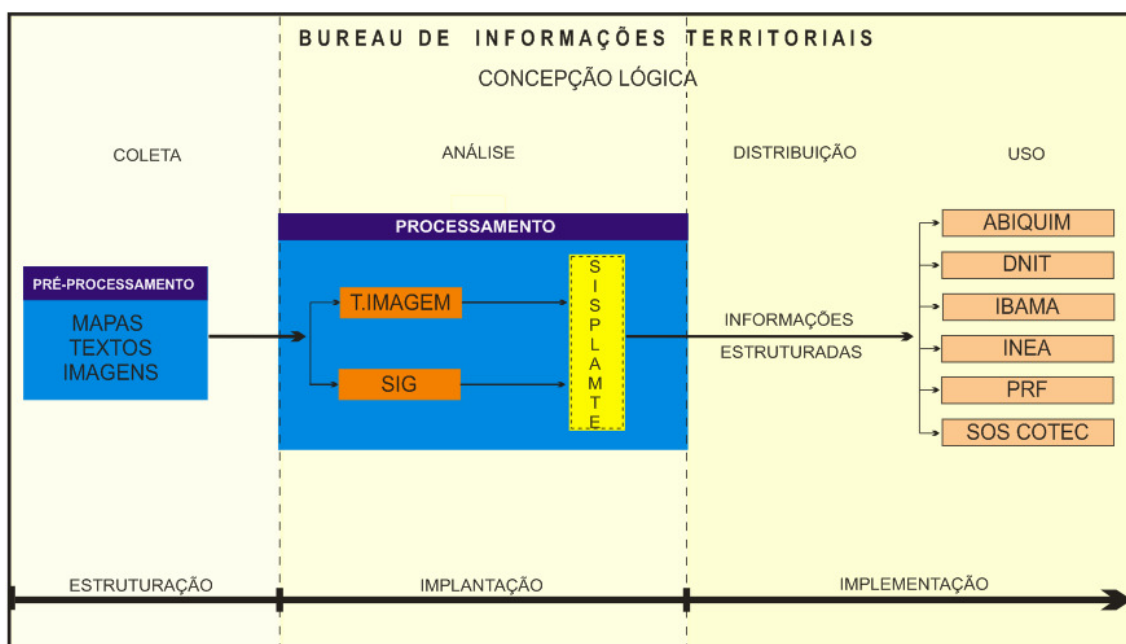 BUREAU DE INFORMAÇÕES TERRITORIAIS
CONCEPÇÃO LÓGICA
COLETA
ANÁLISE
DISTRIBUIÇÃO
USO
PRÉ-PROCESSAMENTO
MAPAS
TEXTOS
IMAGENS
PROCESSAMENTO
T.IMAGEM
SIG
SISPLAMTE
INFORMAÇÕES
ESTRUTURADAS
ABIQUIM
DNIT
IBAMA
INEA
PRF
SOS COTEC
ESTRUTURAÇÃO
IMPLANTAÇÃO
IMPLEMENTAÇÃO